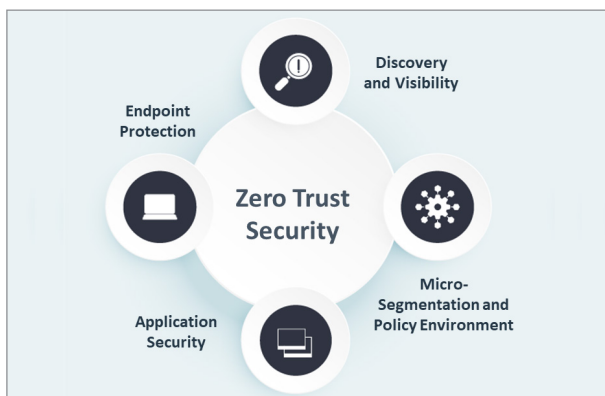 Discovery
and Visibility
Endpoint
Protection
Zero Trust
Security
Micro-
Segmentation and
Policy Environment
Application
Security